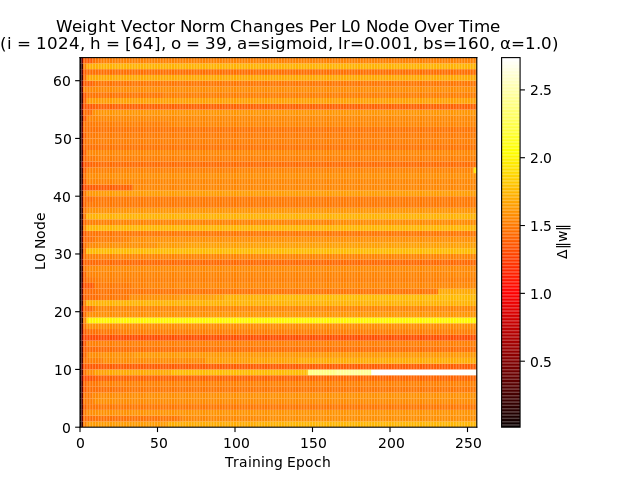 Weight Vector Norm Changes Per L0 Node Over Time
(i = 1024, h = [64], o = 39, a=sigmoid, lr=0.001, bs=160, α=1.0)
60
50
40
30
20
10
0
L0 Node
0 50 100 150 200 250
Training Epoch
2.5
2.0
1.5
1.0
0.5
Δ‖w‖